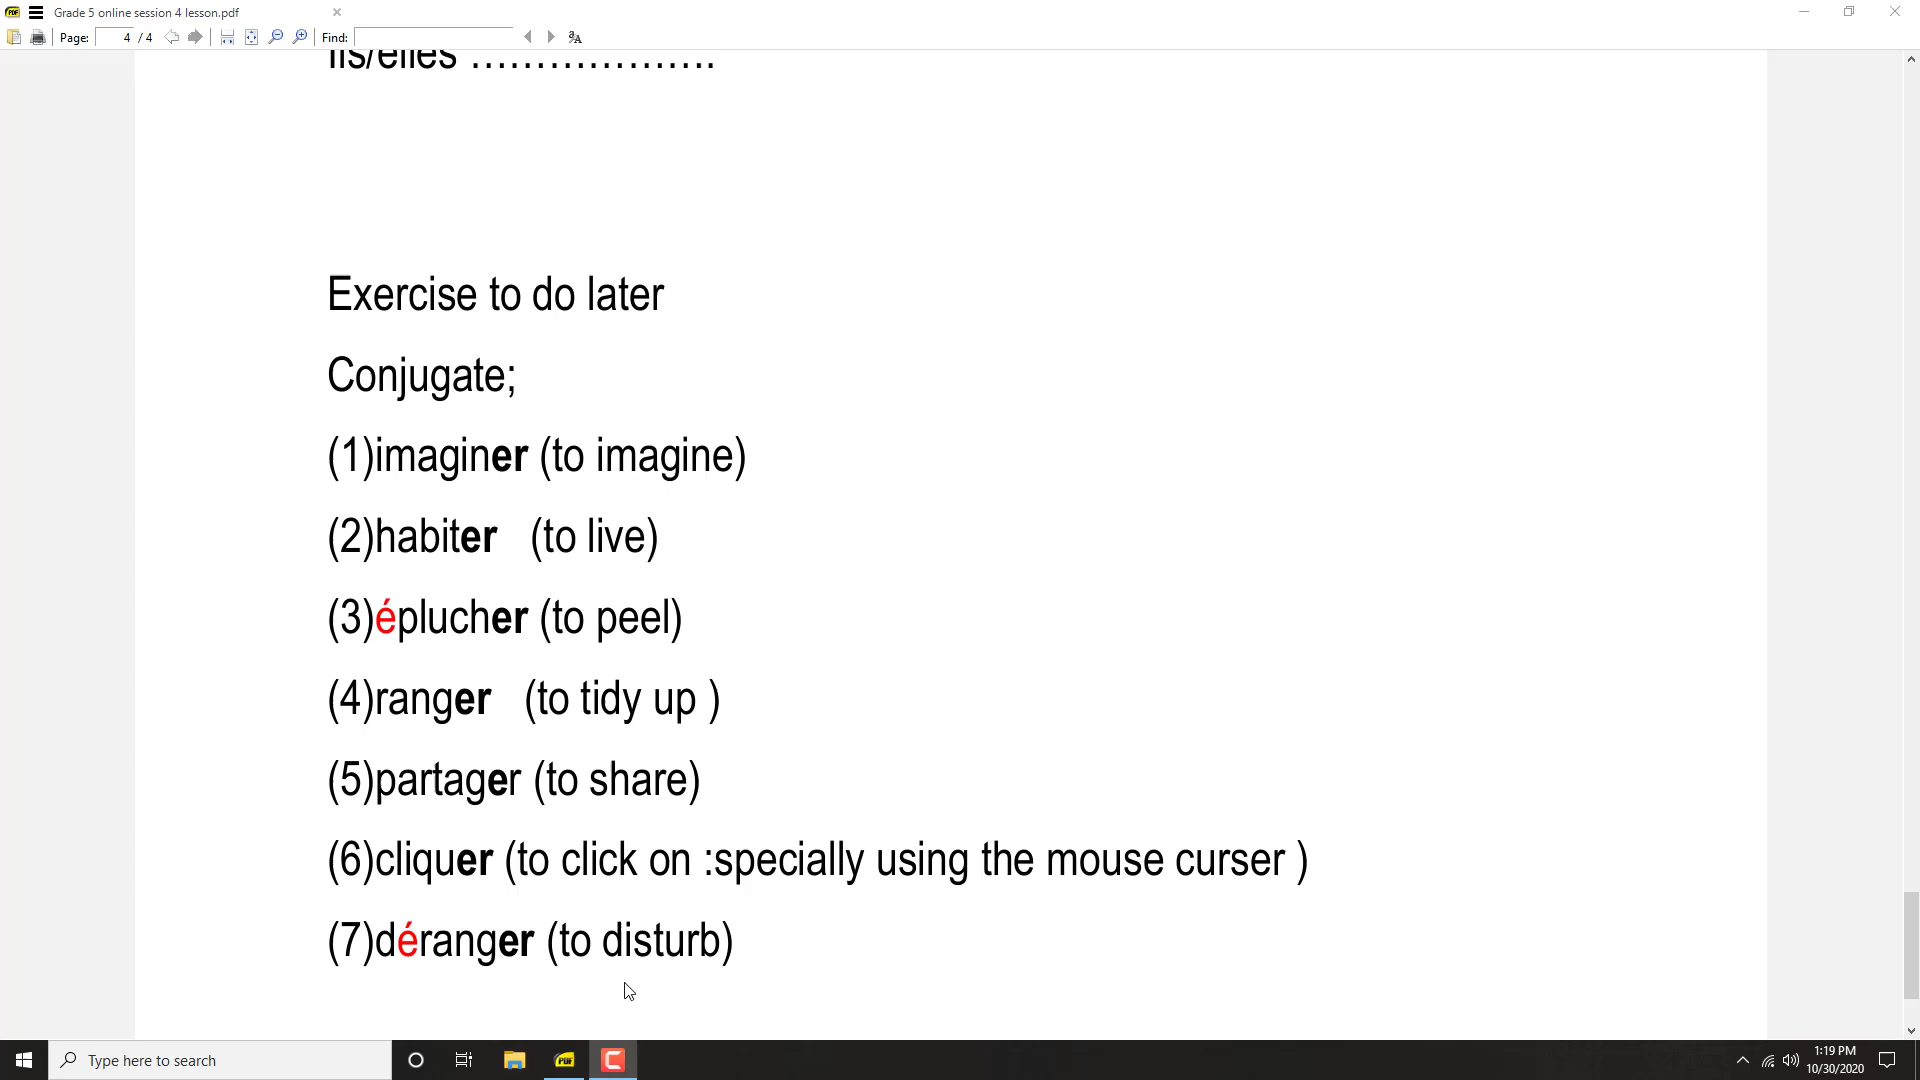 Grade 5 online session 4 lesson.pdf
Page: 4 / 4 Find:
Ils/elles ………………….
Exercise to do later
Conjugate;
(1)imaginer (to imagine)
(2)habiter (to live)
(3)éplucher (to peel)
(4)ranger (to tidy up )
(5)partager (to share)
(6)cliquer (to click on :specially using the mouse curser )
(7)déranger (to disturb)
Type here to search
1:19 PM
10/30/2020